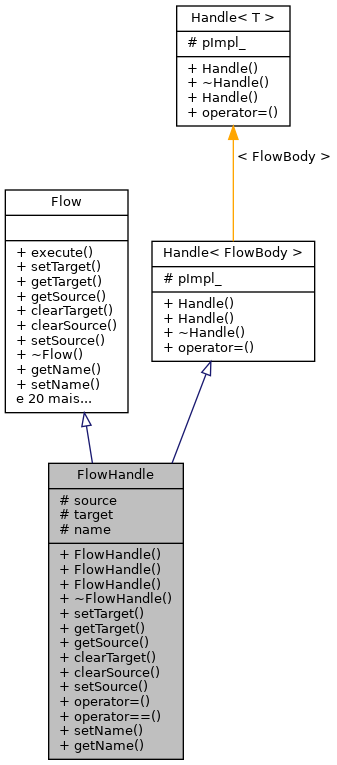 Handle< T >
# pImpl_
+ Handle()
+ ~Handle()
+ Handle()
+ operator=()
< FlowBody >
Flow
+ execute()
+ setTarget()
+ getTarget()
+ getSource()
+ clearTarget()
+ clearSource()
+ setSource()
+ ~Flow()
+ getName()
+ setName()
e 20 mais...
Handle< FlowBody >
# pImpl_
+ Handle()
+ Handle()
+ ~Handle()
+ operator=()
FlowHandle
# source
# target
# name
+ FlowHandle()
+ FlowHandle()
+ FlowHandle()
+ ~FlowHandle()
+ setTarget()
+ getTarget()
+ getSource()
+ clearTarget()
+ clearSource()
+ setSource()
+ operator=()
+ operator==()
+ setName()
+ getName()